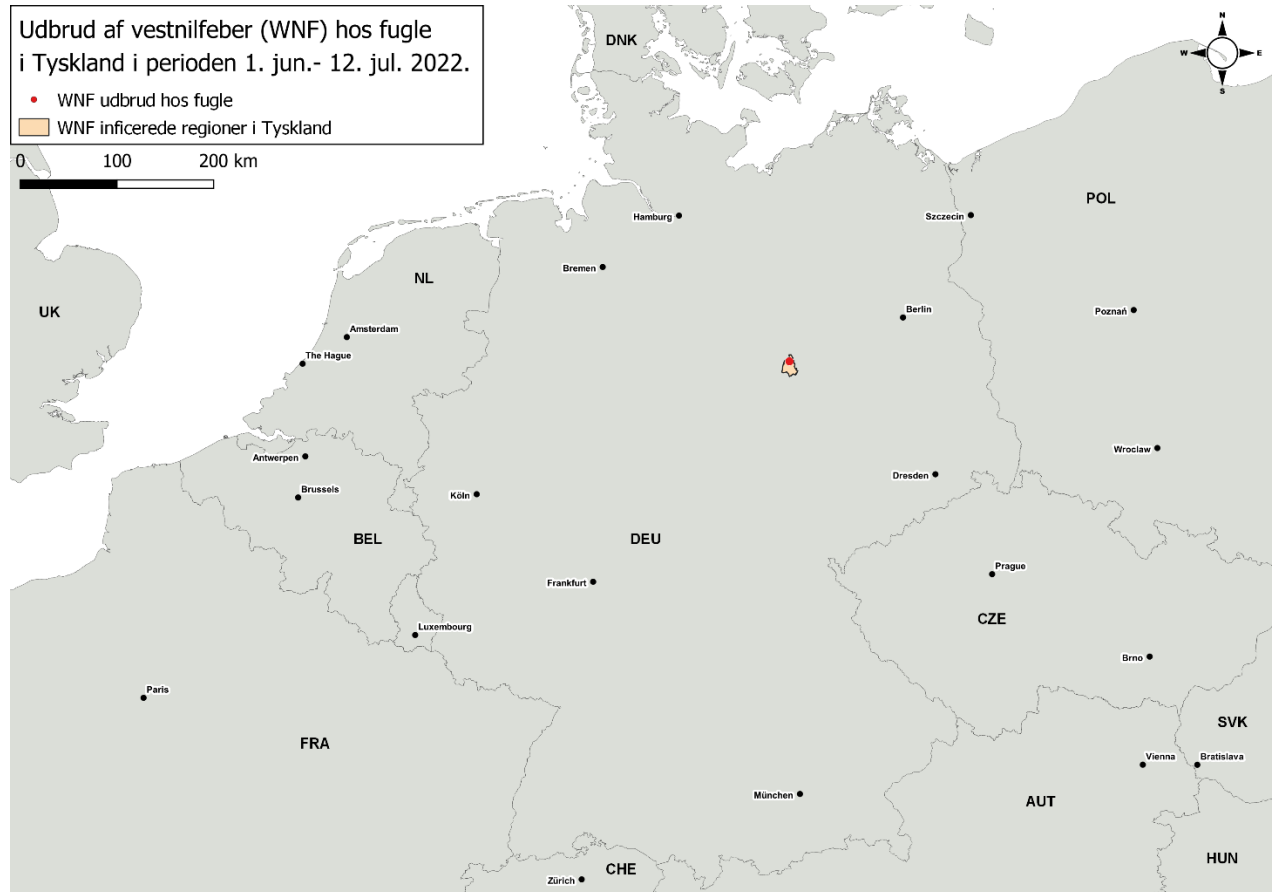 Udbrud af vestnilfeber (WNF) hos fugle
i Tyskland i perioden 1. jun.- 12. jul. 2022.
WNF udbrud hos fugle
WNF inficerede regioner i Tyskland
0 100 200 km
N
W E
S
DNK
POL
Hamburg
Szczecin
Bremen
NL
UK
Berlin
Poznań
Amsterdam
The Hague
Antwerpen
Wroclaw
Dresden
Brussels
Köln
BEL
DEU
Prague
Frankfurt
CZE
Luxembourg
Brno
Paris
SVK
FRA
Vienna
Bratislava
München
AUT
HUN
CHE
Zürich